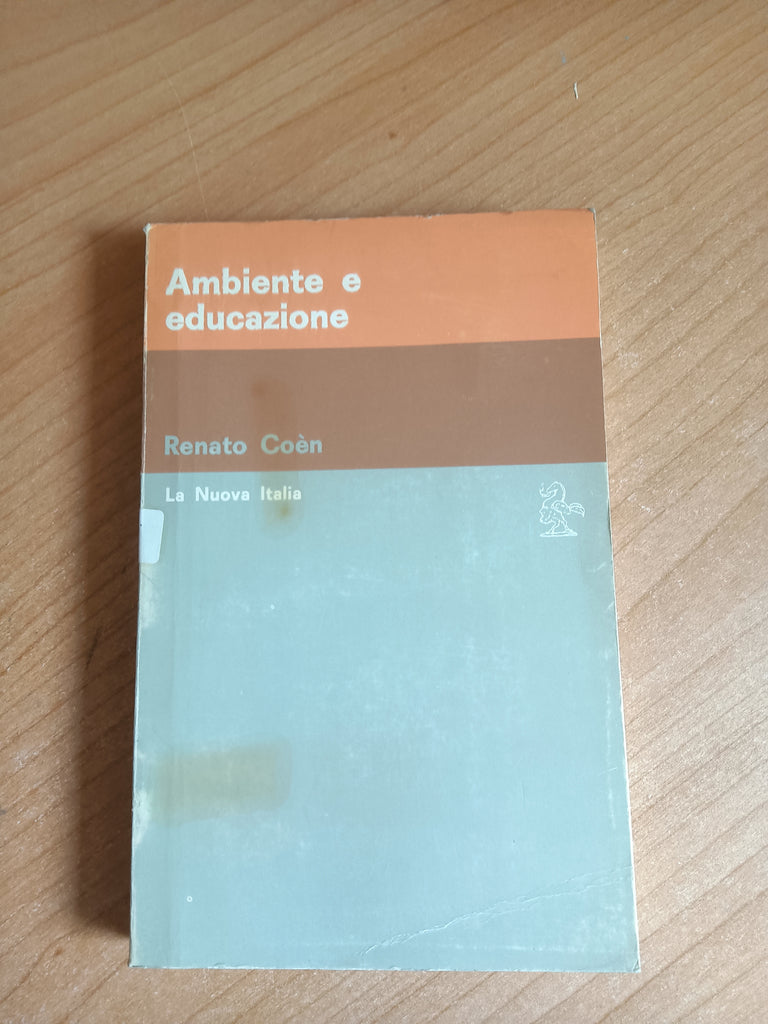 Ambiente e
educazione
Renato Coèn
La Nuova Italia